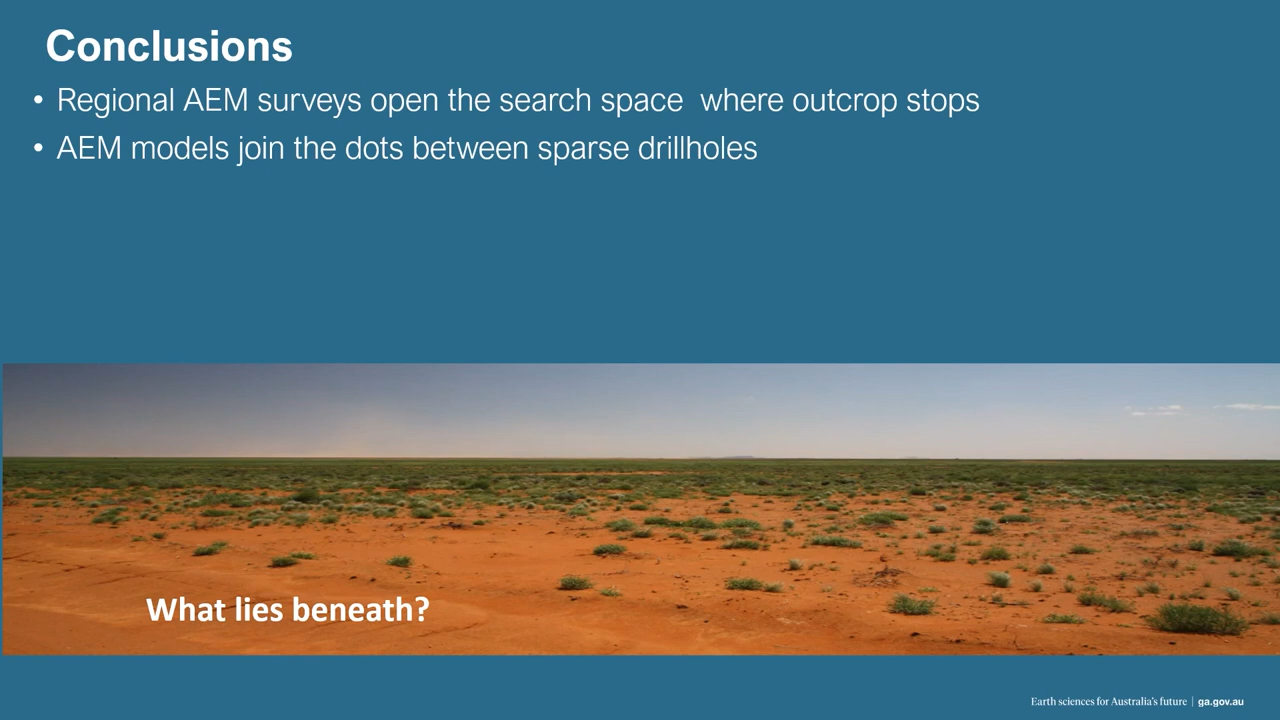 Conclusions
• Regional AEM surveys open the search space  where outcrop stops
• AEM models join the dots between sparse drillholes
What lies beneath?
Earth sciences for Australia's future | ga.gov.au